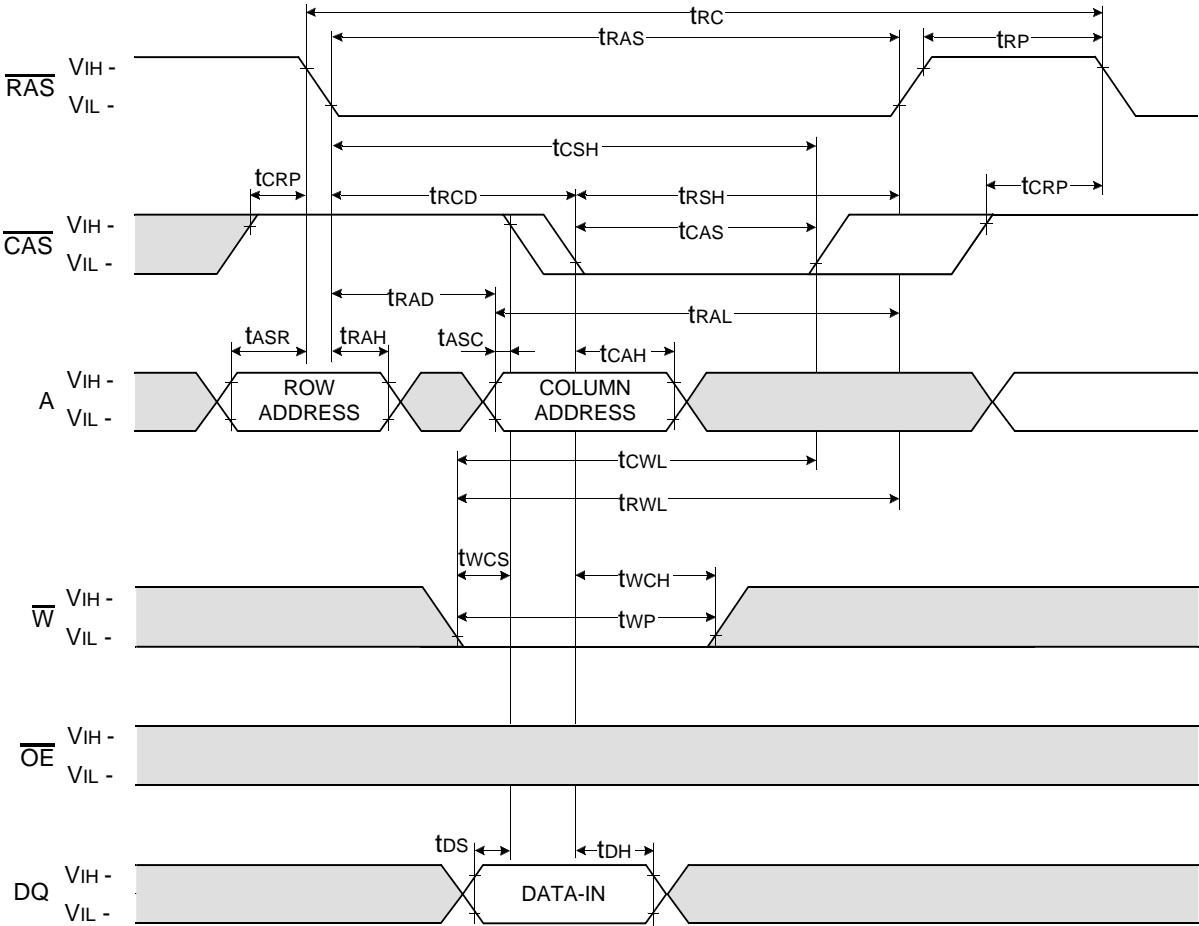 tRC
tRAS
tRP
RAS
VIH -
VIL -
tCSH
tCRP
tRCD
tRSH
tCRP
CAS
VIH -
VIL -
tCAS
tRAD
tRAL
tASR
tRAH
tASC
tCAH
A
VIH -
VIL -
ROW
ADDRESS
COLUMN
ADDRESS
tCWL
tRWL
tWCS
tWCH
W
VIH -
VIL -
tWP
OE
VIH -
VIL -
tDS
tDH
DQ
VIH -
VIL -
DATA-IN